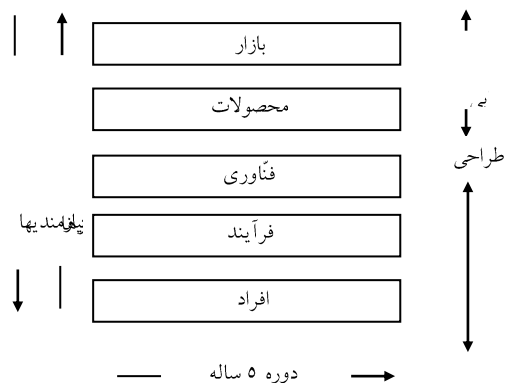 بازار
محصولات
فنّاوری
فرآیند
افراد
طراحی
دوره ۵ ساله